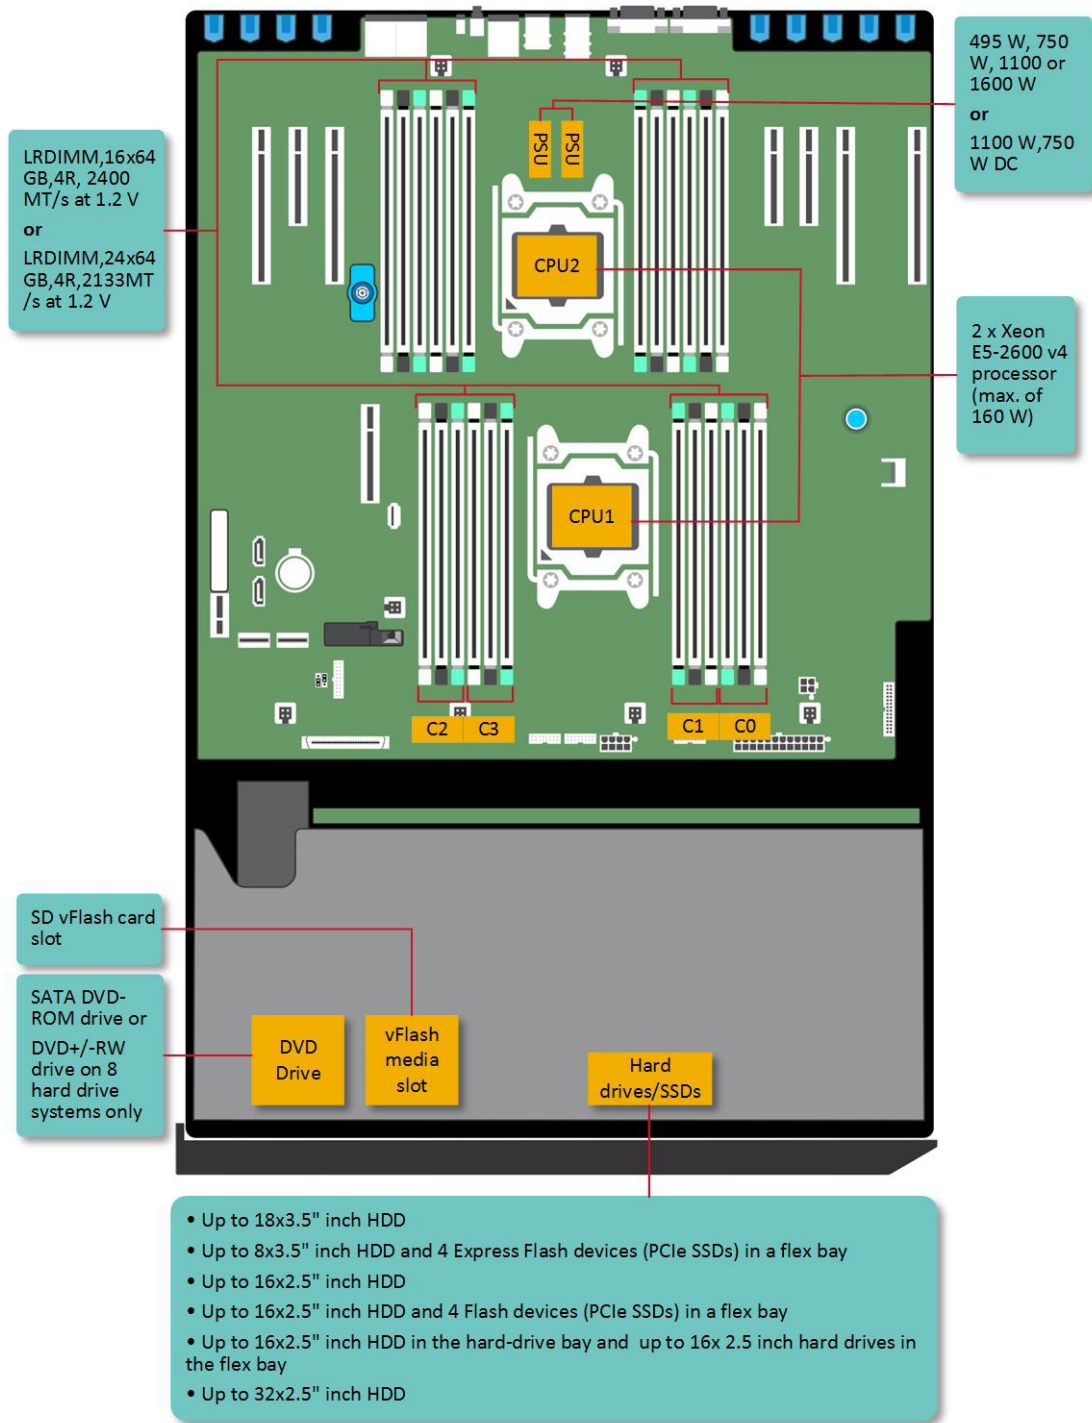 495 W, 750
W, 1100 or
1600 W
or
1100 W,750
W DC
LRDIMM,16x64
GB,4R, 2400
MT/s at 1.2 V
or
LRDIMM,24x64
GB,4R,2133MT
/s at 1.2 V
PSU
PSU
CPU2
2 x Xeon
E5-2600 v4
processor
(max. of
160 W)
CPU1
C2
C3
C1
C0
SD vFlash card
slot
SATA DVD-
ROM drive or
DVD+/-RW
drive on 8
hard drive
systems only
DVD
Drive
vFlash
media
slot
Hard
drives/SSDs
• Up to 18x3.5" inch HDD
• Up to 8x3.5" inch HDD and 4 Express Flash devices (PCIe SSDs) in a flex bay
• Up to 16x2.5" inch HDD
• Up to 16x2.5" inch HDD and 4 Flash devices (PCIe SSDs) in a flex bay
• Up to 16x2.5" inch HDD in the hard-drive bay and  up to 16x 2.5 inch hard drives in
the flex bay
• Up to 32x2.5" inch HDD